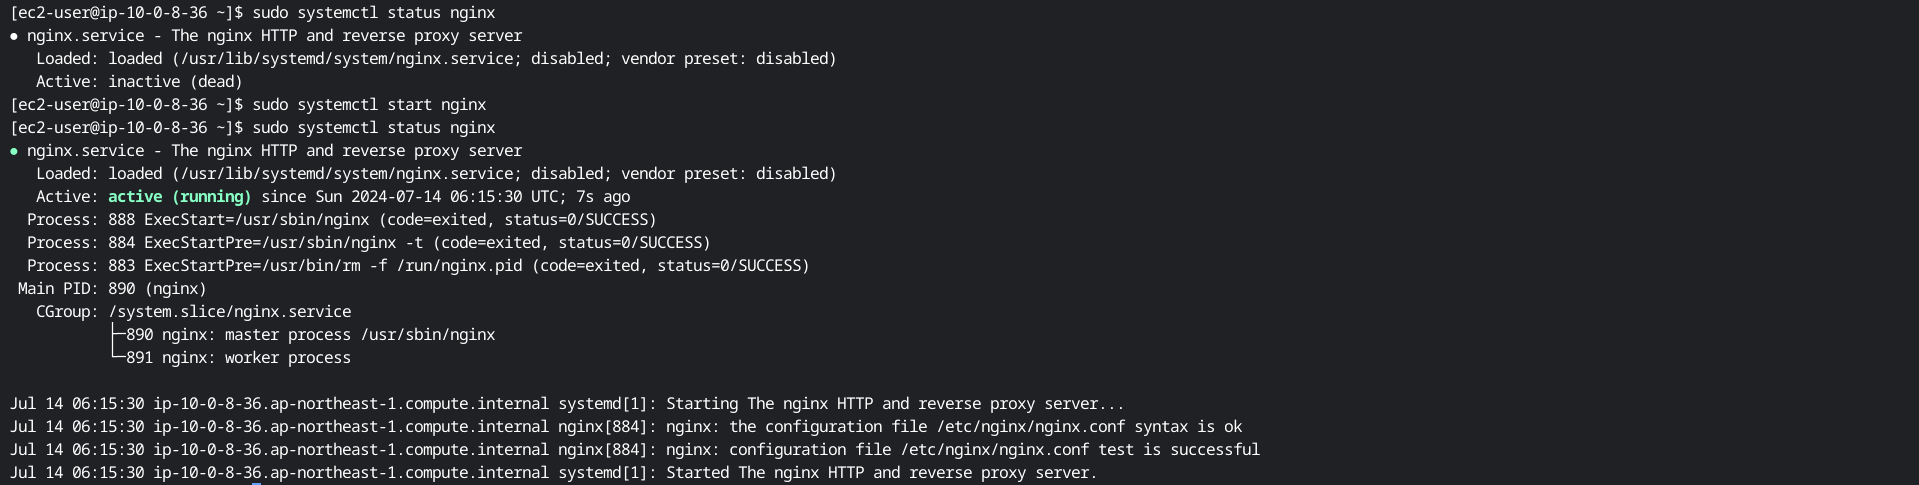 [ec2-user@ip-10-0-8-36 ~]$ sudo systemctl status nginx
● nginx.service - The nginx HTTP and reverse proxy server
   Loaded: loaded (/usr/lib/systemd/system/nginx.service; disabled; vendor preset: disabled)
   Active: inactive (dead)
[ec2-user@ip-10-0-8-36 ~]$ sudo systemctl start nginx
[ec2-user@ip-10-0-8-36 ~]$ sudo systemctl status nginx
● nginx.service - The nginx HTTP and reverse proxy server
   Loaded: loaded (/usr/lib/systemd/system/nginx.service; disabled; vendor preset: disabled)
   Active: active (running) since Sun 2024-07-14 06:15:30 UTC; 7s ago
  Process: 888 ExecStart=/usr/sbin/nginx (code=exited, status=0/SUCCESS)
  Process: 884 ExecStartPre=/usr/sbin/nginx -t (code=exited, status=0/SUCCESS)
  Process: 883 ExecStartPre=/usr/bin/rm -f /run/nginx.pid (code=exited, status=0/SUCCESS)
 Main PID: 890 (nginx)
   CGroup: /system.slice/nginx.service
           ├─890 nginx: master process /usr/sbin/nginx
           └─891 nginx: worker process

Jul 14 06:15:30 ip-10-0-8-36.ap-northeast-1.compute.internal systemd[1]: Starting The nginx HTTP and reverse proxy server...
Jul 14 06:15:30 ip-10-0-8-36.ap-northeast-1.compute.internal nginx[884]: nginx: the configuration file /etc/nginx/nginx.conf syntax is ok
Jul 14 06:15:30 ip-10-0-8-36.ap-northeast-1.compute.internal nginx[884]: nginx: configuration file /etc/nginx/nginx.conf test is successful
Jul 14 06:15:30 ip-10-0-8-36.ap-northeast-1.compute.internal systemd[1]: Started The nginx HTTP and reverse proxy server.